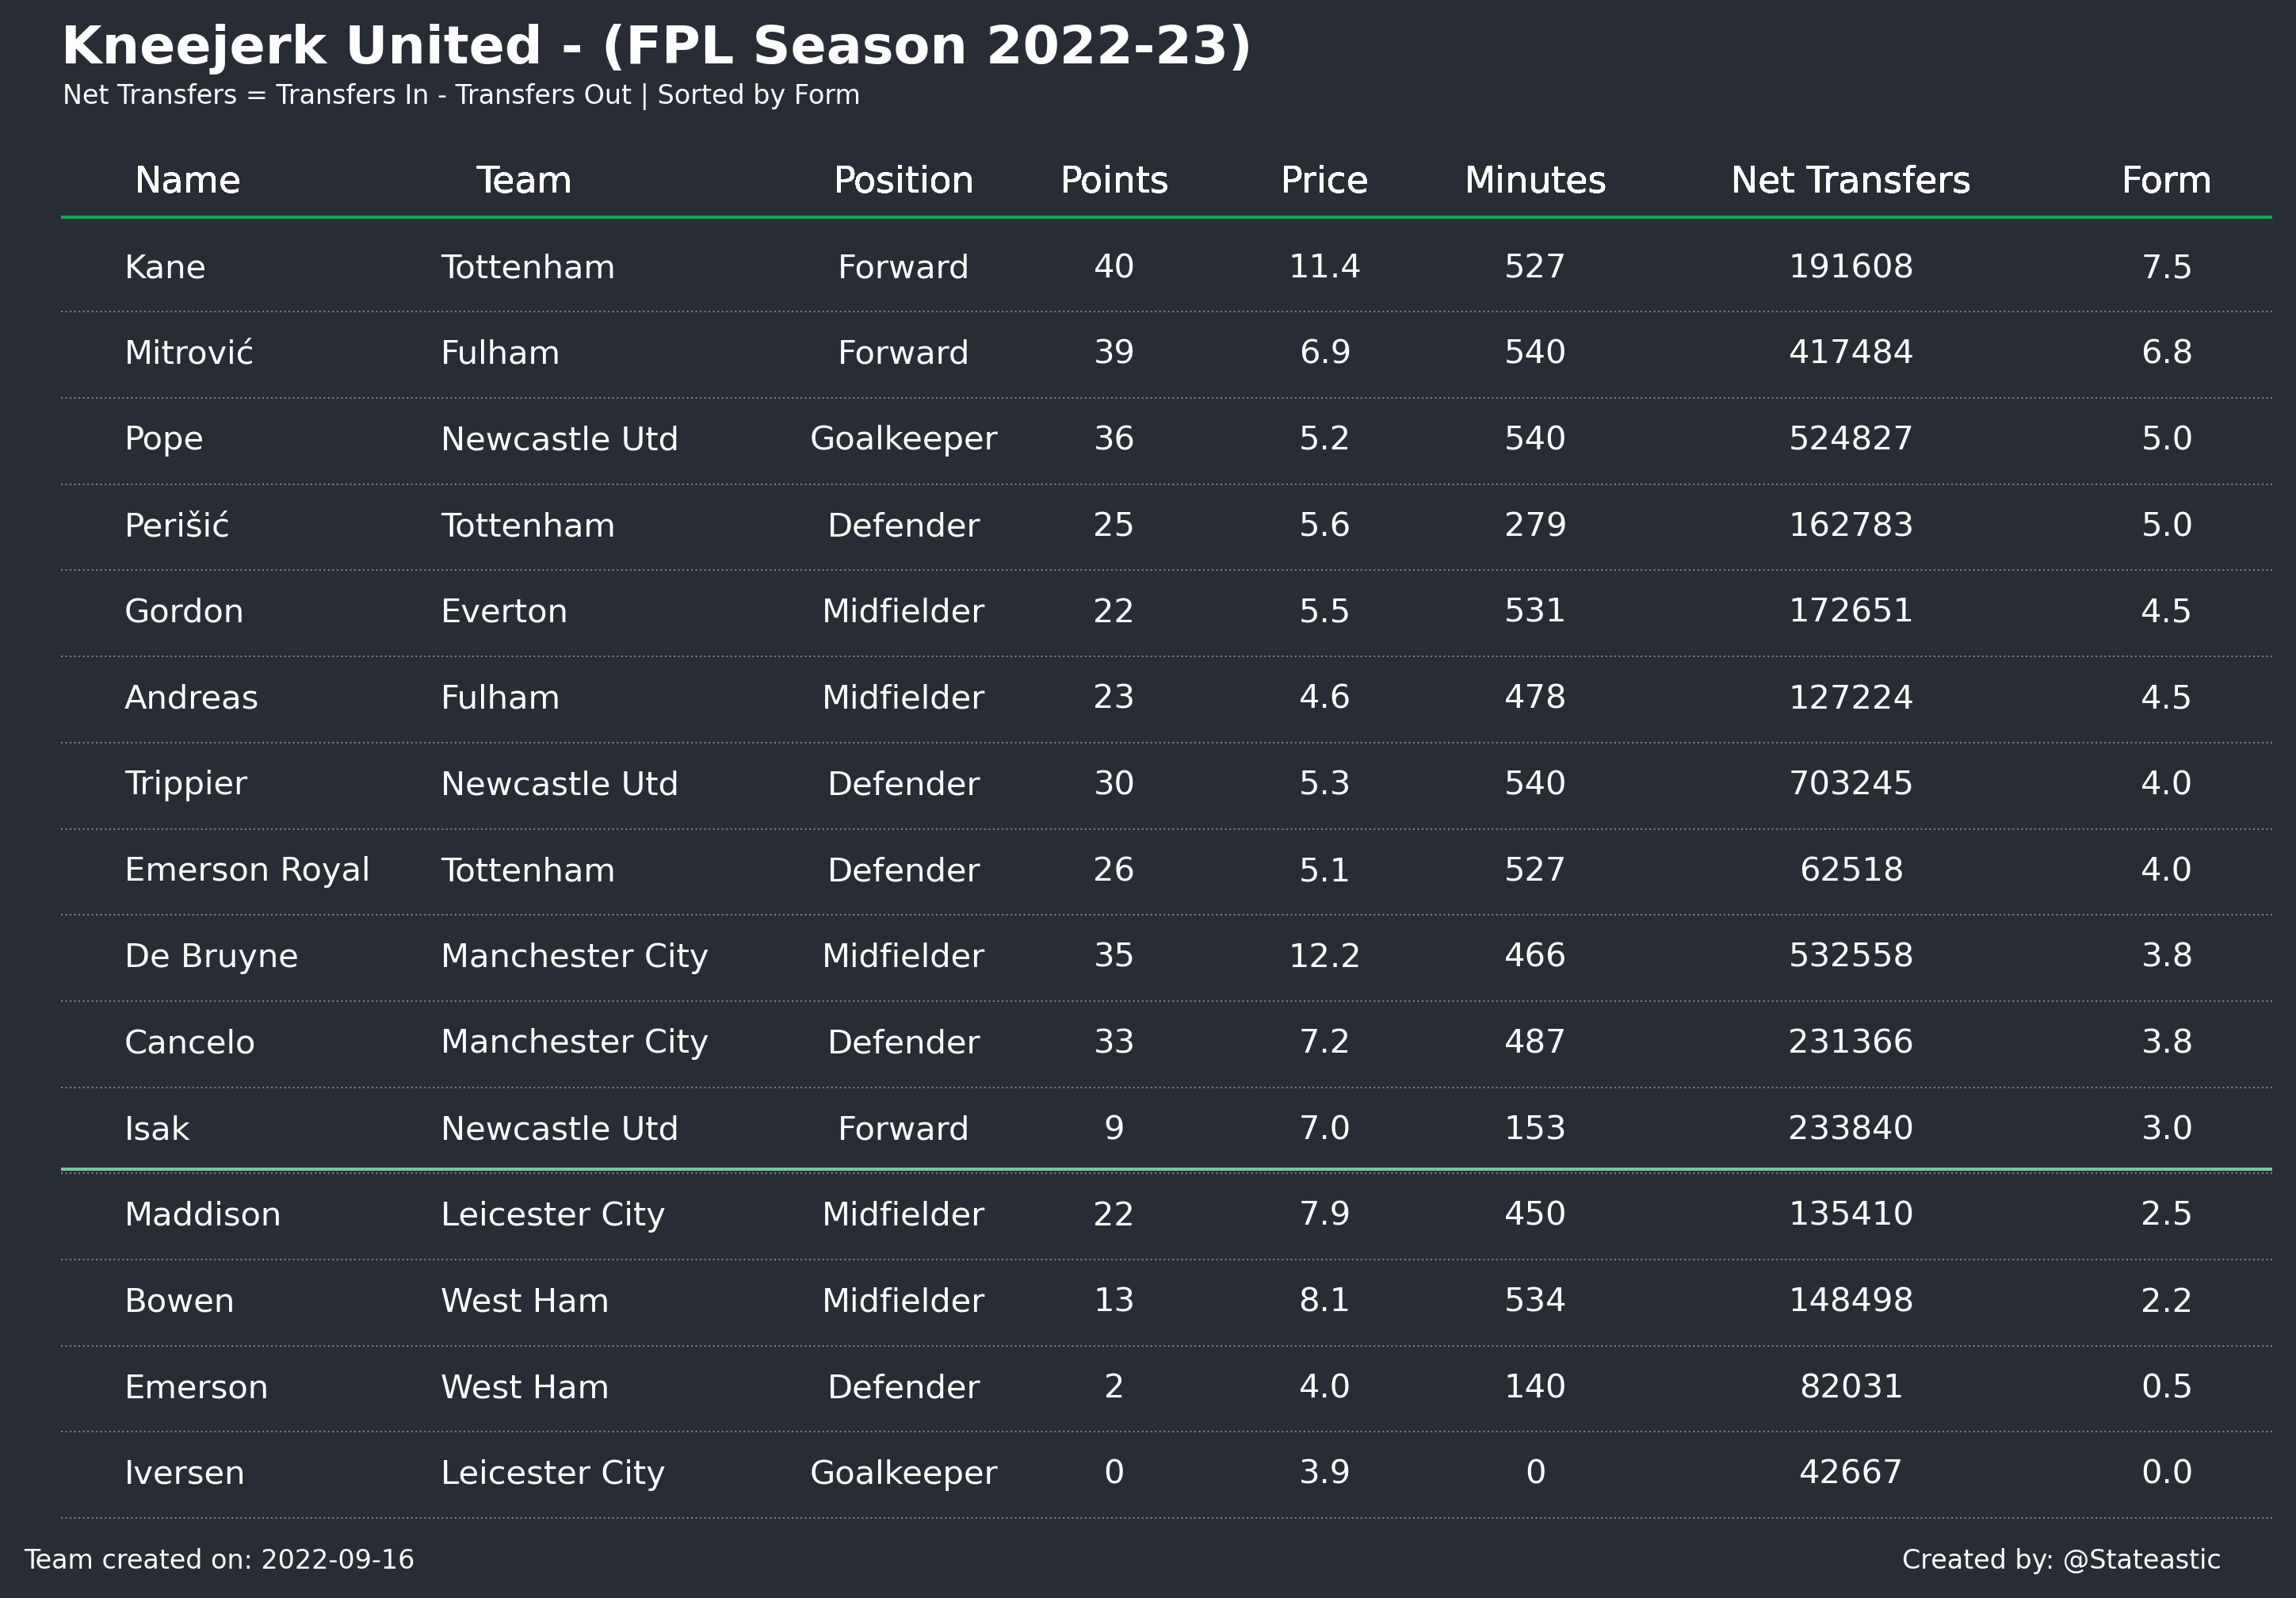 Kneejerk United - (FPL Season 2022-23)
Net Transfers = Transfers In - Transfers Out | Sorted by Form
Name Team Position Points Price Minutes Net Transfers Form
Kane Tottenham Forward 40 11.4 527 191608 7.5
Mitrović Fulham Forward 39 6.9 540 417484 6.8
Pope Newcastle Utd Goalkeeper 36 5.2 540 524827 5.0
Perišić Tottenham Defender 25 5.6 279 162783 5.0
Gordon Everton Midfielder 22 5.5 531 172651 4.5
Andreas Fulham Midfielder 23 4.6 478 127224 4.5
Trippier Newcastle Utd Defender 30 5.3 540 703245 4.0
Emerson Royal Tottenham Defender 26 5.1 527 62518 4.0
De Bruyne Manchester City Midfielder 35 12.2 466 532558 3.8
Cancelo Manchester City Defender 33 7.2 487 231366 3.8
Isak Newcastle Utd Forward 9 7.0 153 233840 3.0
Maddison Leicester City Midfielder 22 7.9 450 135410 2.5
Bowen West Ham Midfielder 13 8.1 534 148498 2.2
Emerson West Ham Defender 2 4.0 140 82031 0.5
Iversen Leicester City Goalkeeper 0 3.9 0 42667 0.0
Team created on: 2022-09-16 Created by: @Stateastic